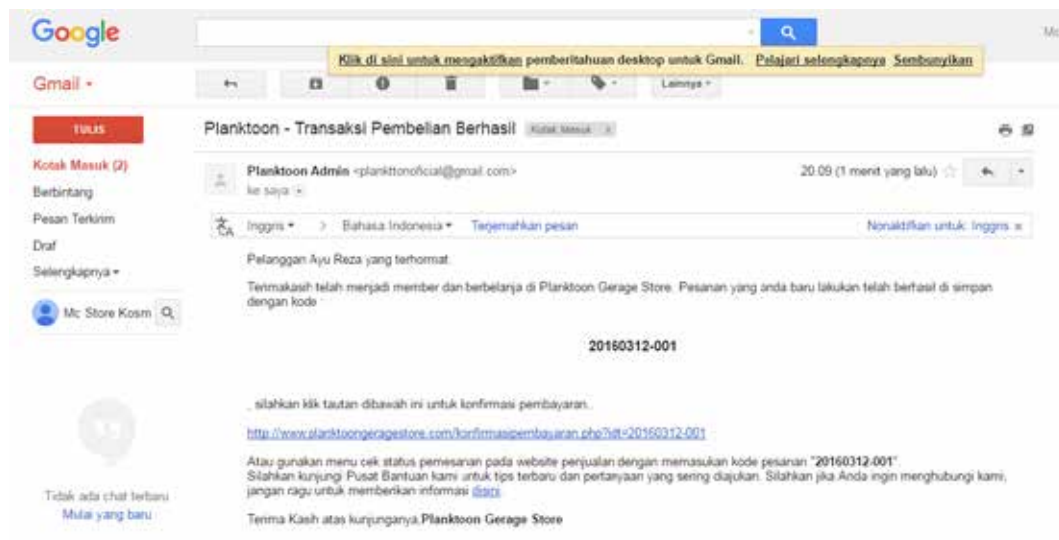 Google
Klik di sini untuk mengaktifkan pemberitahuan desktop untuk Gmail. Pelajari selengkapnya Sembunyikan
Gmail
Lainnya
TULIS
Planktoon - Transaksi Pembelian Berhasil Kotak Masuk x
Kotak Masuk (2)
Berbintang
Pesan Terkirim
Draf
Selengkapnya
Mc Store Kosm
Tidak ada chat terbaru
Mulai yang baru
Planktoon Admin <plankttonoficial@gmail.com>
20.09 (1 menit yang lalu)
ke saya
Inggris > Bahasa Indonesia Terjemahkan pesan
Nonaktifkan untuk: Inggris x
Pelanggan Ayu Reza yang terhormat.
Terimakasih telah menjadi member dan berbelanja di Planktoon Gerage Store. Pesanan yang anda baru lakukan telah berhasil di simpan
dengan kode :
20160312-001
, silahkan klik tautan dibawah ini untuk konfirmasi pembayaran..
http://www.planktoongeragestore.com/konfirmasipembayaran.php?idt=20160312-001
Atau gunakan menu cek status pemesanan pada website penjualan dengan memasukan kode pesanan "20160312-001".
Silahkan kunjungi Pusat Bantuan kami untuk tips terbaru dan pertanyaan yang sering diajukan. Silahkan jika Anda ingin menghubungi kami,
jangan ragu untuk memberikan informasi disini.
Terima Kasih atas kunjunganya,Planktoon Gerage Store